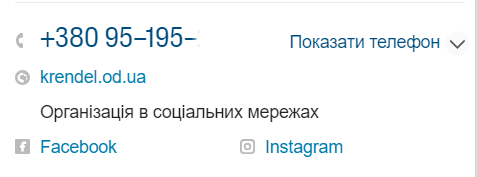 +380 95-195-
Показати телефон
krendel.od.ua
Організація в соціальних мережах
Facebook
Instagram